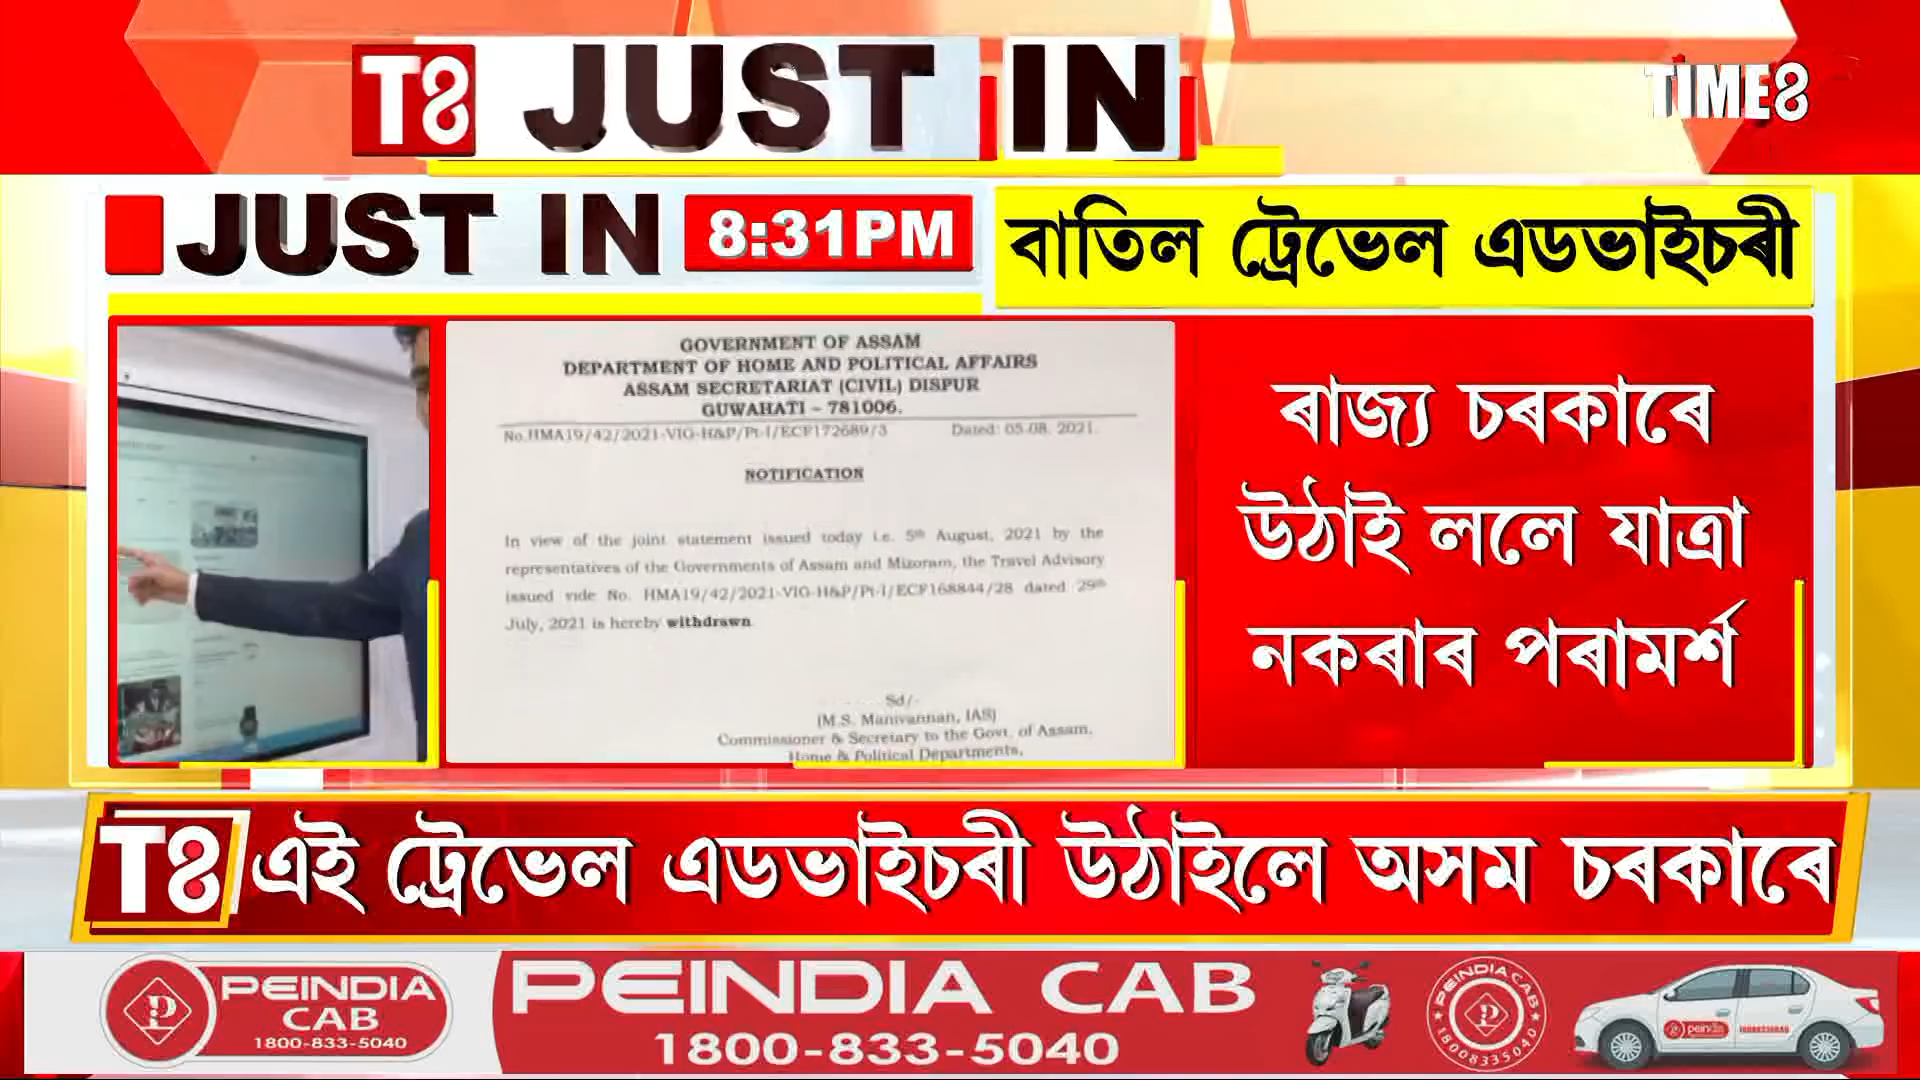 T8 JUST IN
TIME8
JUST IN 8:31PM
বাতিল ট্ৰেভেল এডভাইচৰী
GOVERNMENT OF ASSAM
DEPARTMENT OF HOME AND POLITICAL AFFAIRS
ASSAM SECRETARIAT (CIVIL) DISPUR
GUWAHATI – 781006.
No.HMA19/42/2021-VIG-H&P/Pt-I/ECF172689/3 Dated: 05.08. 2021.
NOTIFICATION
In view of the joint statement issued today i.e. 5th August, 2021 by the
representatives of the Governments of Assam and Mizoram, the Travel Advisory
issued vide No. HMA19/42/2021-VIG-H&P/Pt-I/ECF168844/28 dated 29th
July, 2021 is hereby withdrawn.
Sd/-
(M.S. Manivannan, IAS)
Commissioner & Secretary to the Govt. of Assam,
Home & Political Departments,
ৰাজ্য চৰকাৰে
উঠাই ললে যাত্ৰা
নকৰাৰ পৰামৰ্শ
T8 এই ট্ৰেভেল এডভাইচৰী উঠাইলে অসম চৰকাৰে
PEINDIA
CAB
1800-833-5040
PEINDIA CAB
1800-833-5040
PEINDIA CAB
18008335040
peindia